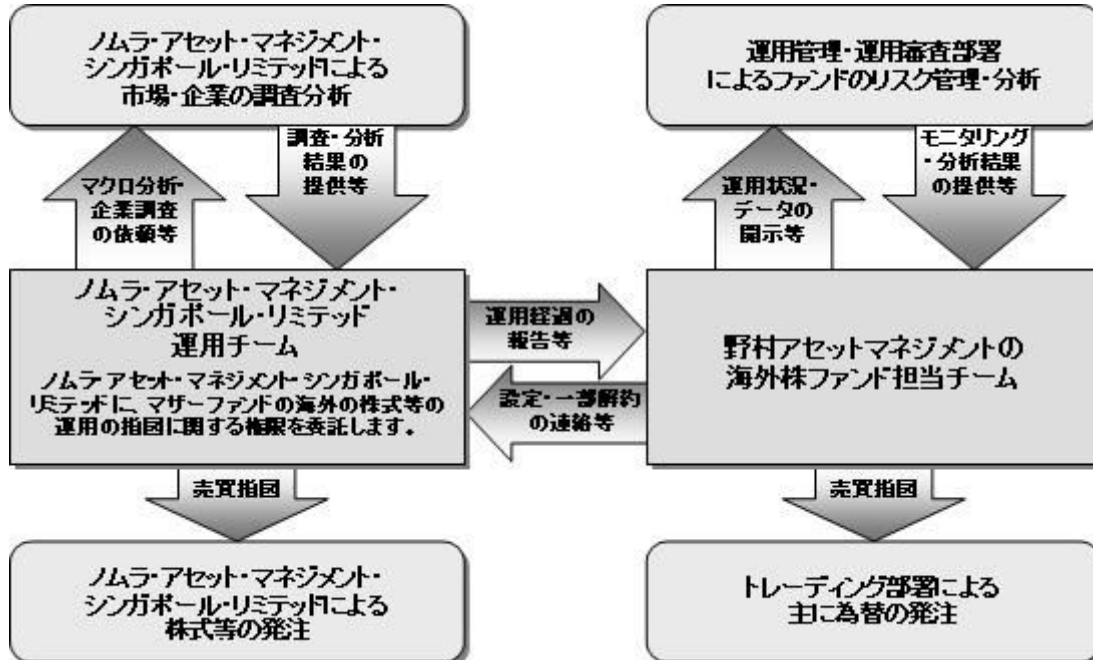 ノムラ・アセット・マネジメント・
シンガポール・リミテッドによる
市場・企業の調査分析
運用管理・運用審査部署
によるファンドのリスク管理・分析
マクロ分析・
企業調査
の依頼等
調査・分析
結果の
提供等
運用状況・
データの
開示等
モニタリング
・分析結果
の提供等
ノムラ・アセット・マネジメント・
シンガポール・リミテッド
運用チーム
ノムラ・アセット・マネジメント・シンガポール・
リミテッドに、マザーファンドの海外の株式等の
運用の指図に関する権限を委託します。
運用経過の
報告等
設定・一部解約
の連絡等
野村アセットマネジメントの
海外株ファンド担当チーム
売買指図
売買指図
ノムラ・アセット・マネジメント・
シンガポール・リミテッドによる
株式等の発注
トレーディング部署による
主に為替の発注